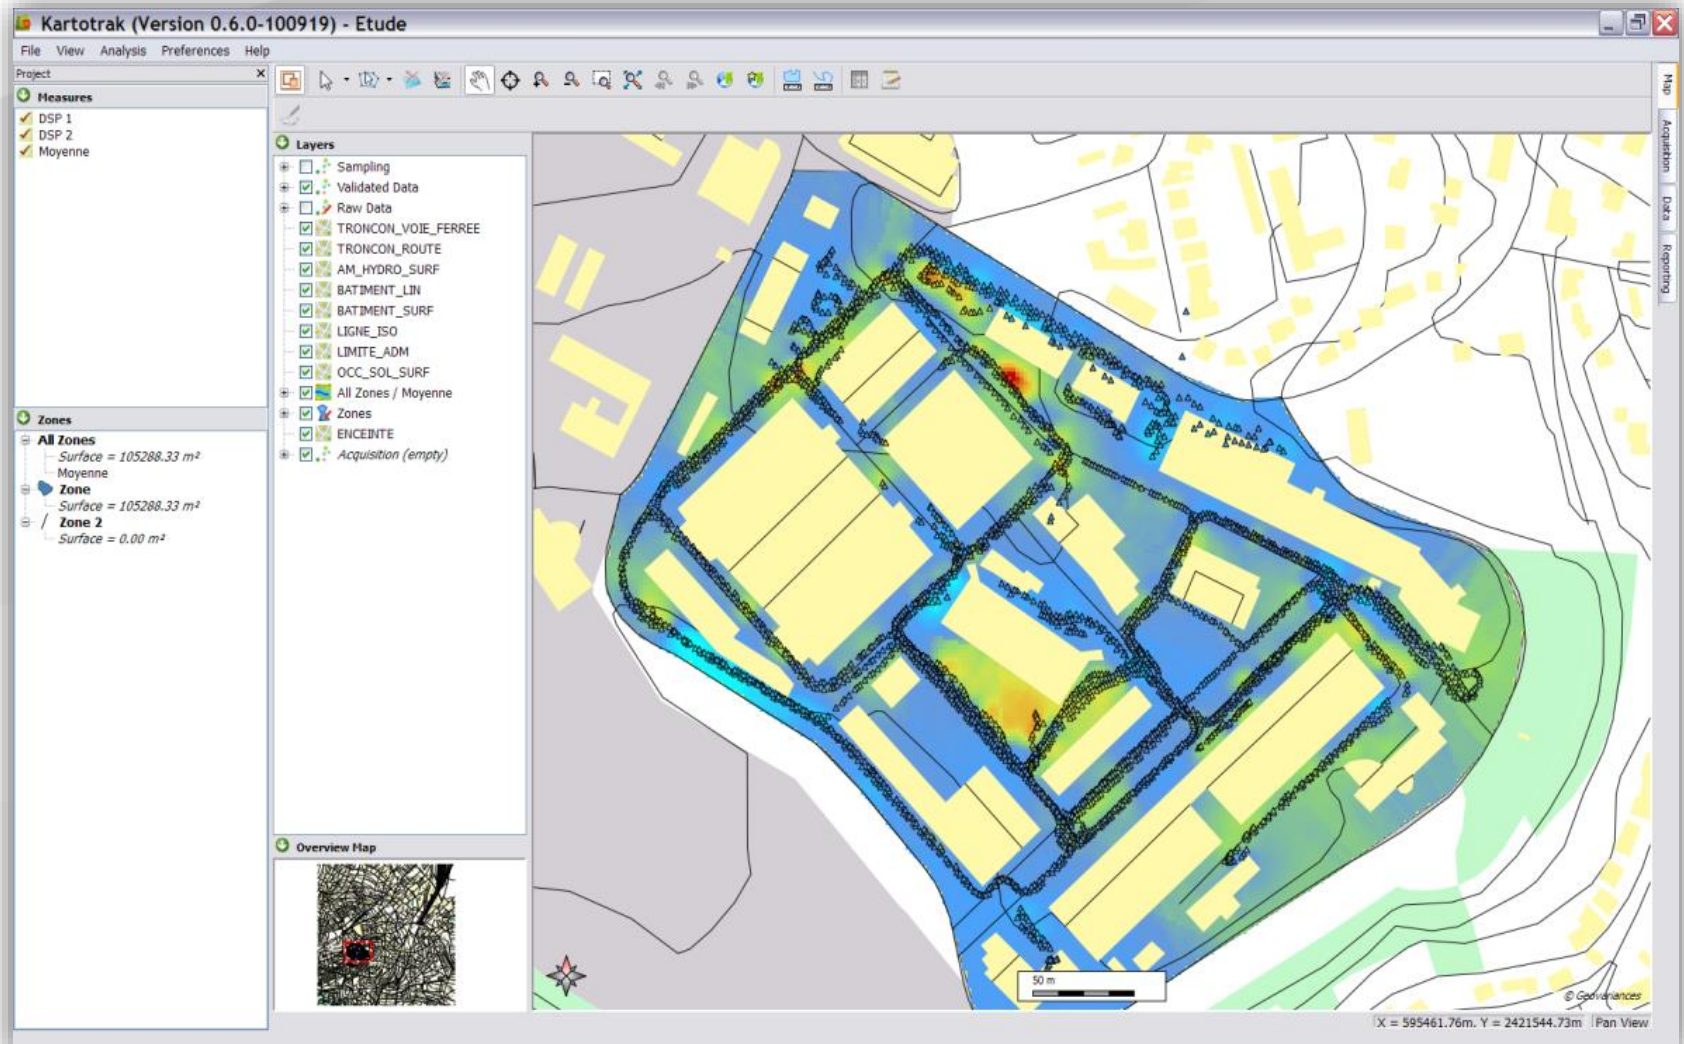 Kartotrak (Version 0.6.0-100919) - Etude
File View Analysis Preferences Help
Project
Measures
DSP 1
DSP 2
Moyenne
Zones
All Zones
Surface = 105288.33 m²
Moyenne
Zone
Surface = 105288.33 m²
Zone 2
Surface = 0.00 m²
Layers
Sampling
Validated Data
Raw Data
TRONCON_VOIE_FERREE
TRONCON_ROUTE
AM_HYDRO_SURF
BATIMENT_LIN
BATIMENT_SURF
LIGNE_ISO
LIMITE_ADM
OCC_SOL_SURF
All Zones / Moyenne
Zones
ENCEINTE
Acquisition (empty)
Overview Map
Map
Acquisition
Data
Reporting
50 m
© Geovariances
X = 595461.76m, Y = 2421544.73m Pan View